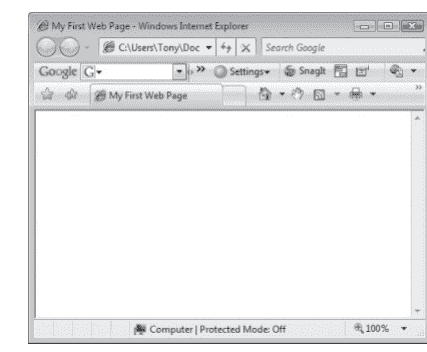 My First Web Page - Windows Internet Explorer
C:\Users\Tony\Doc Search Google
Google G Settings SnagIt
My First Web Page
Computer | Protected Mode: Off 100%